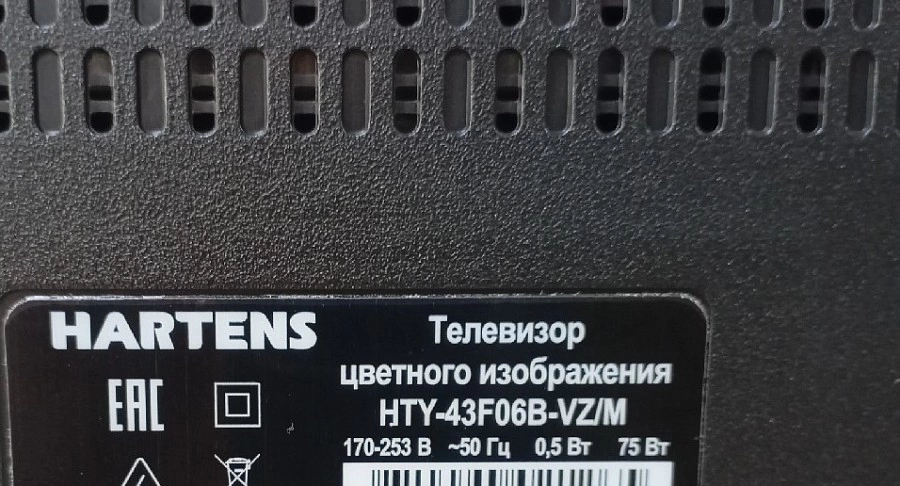 HARTENS
Телевизор
цветного изображения
HTY-43F06B-VZ/M
EAC
170-253 В ~50 Гц 0,5 Вт 75 Вт